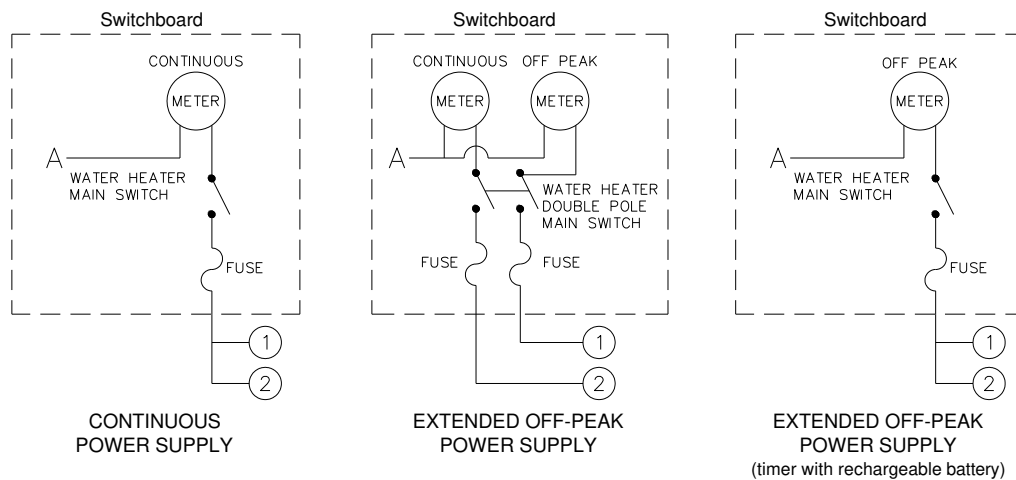 Switchboard
CONTINUOUS
METER
A
WATER HEATER
MAIN SWITCH
FUSE
1
2
CONTINUOUS
POWER SUPPLY
Switchboard
CONTINUOUS OFF PEAK
METER METER
A
WATER HEATER
DOUBLE POLE
MAIN SWITCH
FUSE FUSE
1
2
EXTENDED OFF-PEAK
POWER SUPPLY
Switchboard
OFF PEAK
METER
A
WATER HEATER
MAIN SWITCH
FUSE
1
2
EXTENDED OFF-PEAK
POWER SUPPLY
(timer with rechargeable battery)